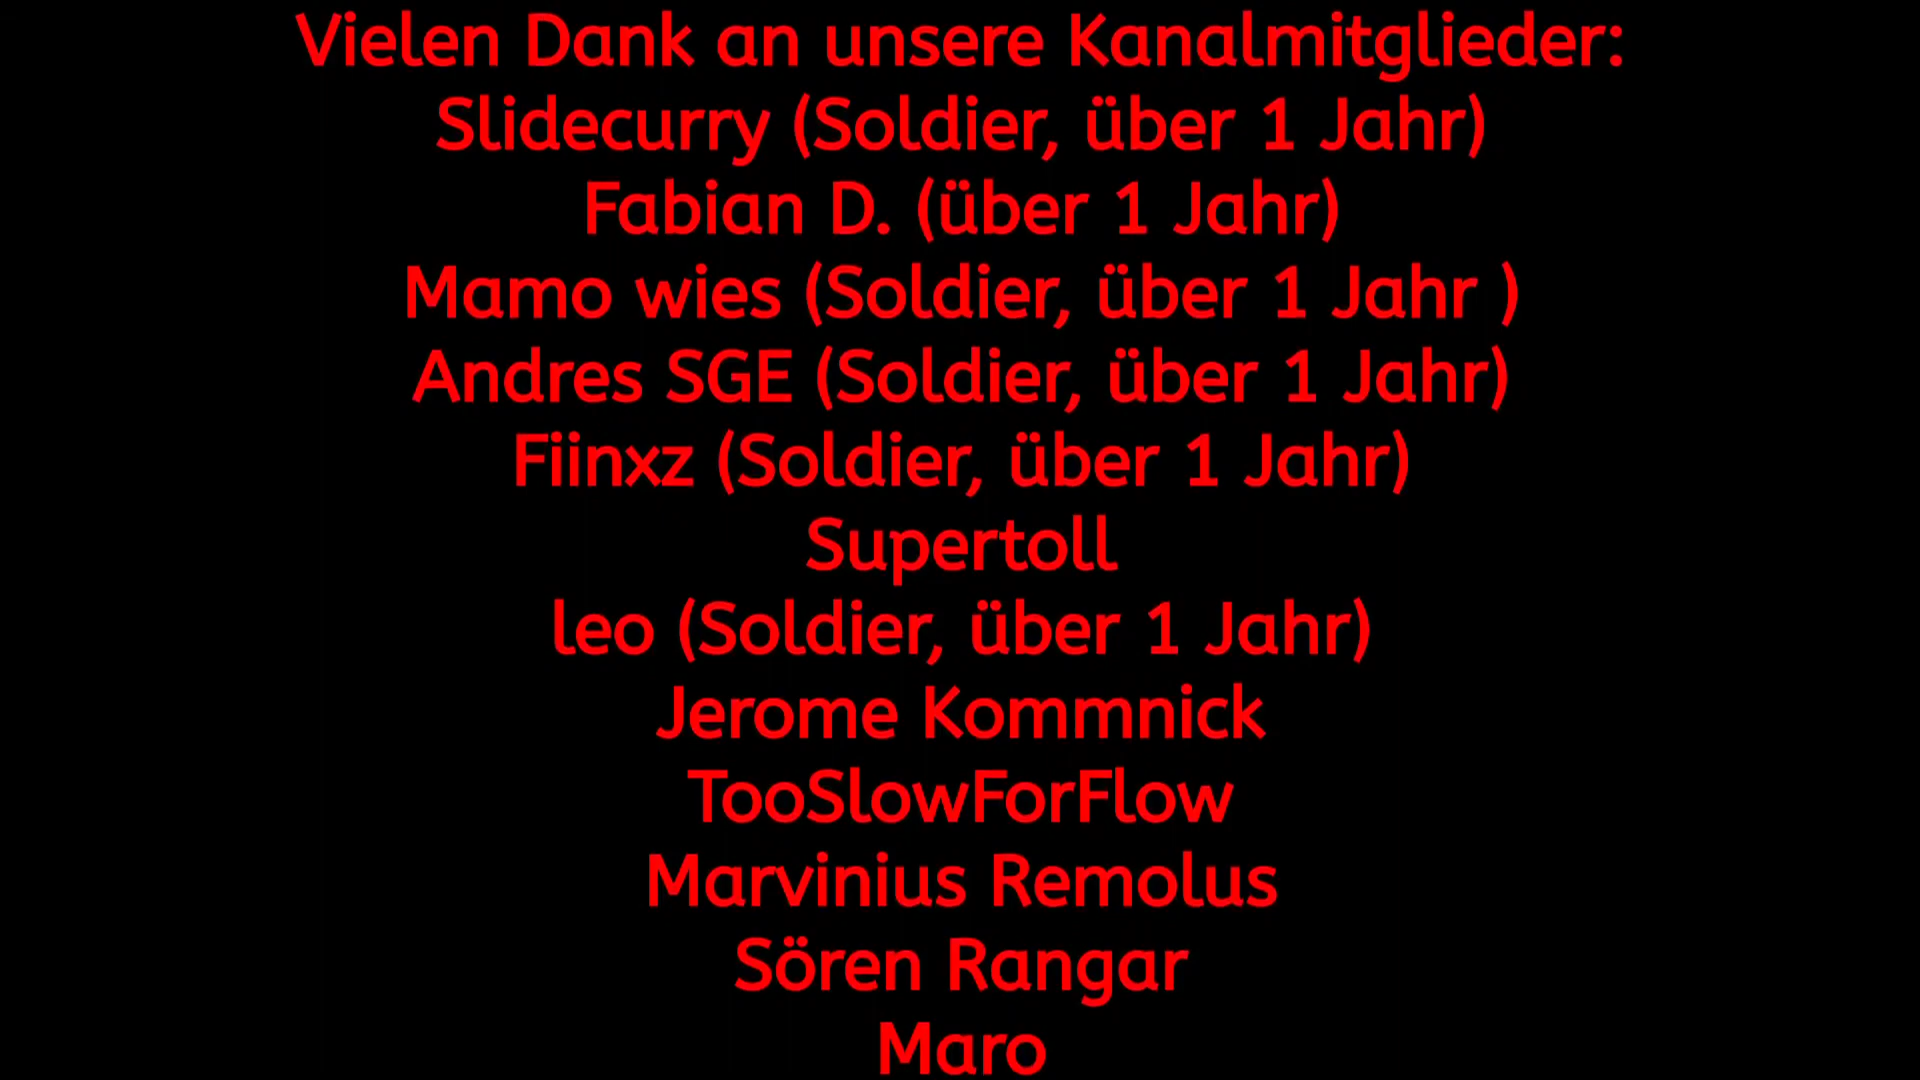 Vielen Dank an unsere Kanalmitglieder:
Slidecurry (Soldier, über 1 Jahr)
Fabian D. (über 1 Jahr)
Mamo wies (Soldier, über 1 Jahr )
Andres SGE (Soldier, über 1 Jahr)
Fiinxz (Soldier, über 1 Jahr)
Supertoll
leo (Soldier, über 1 Jahr)
Jerome Kommnick
TooSlowForFlow
Marvinius Remolus
Sören Rangar
Maro